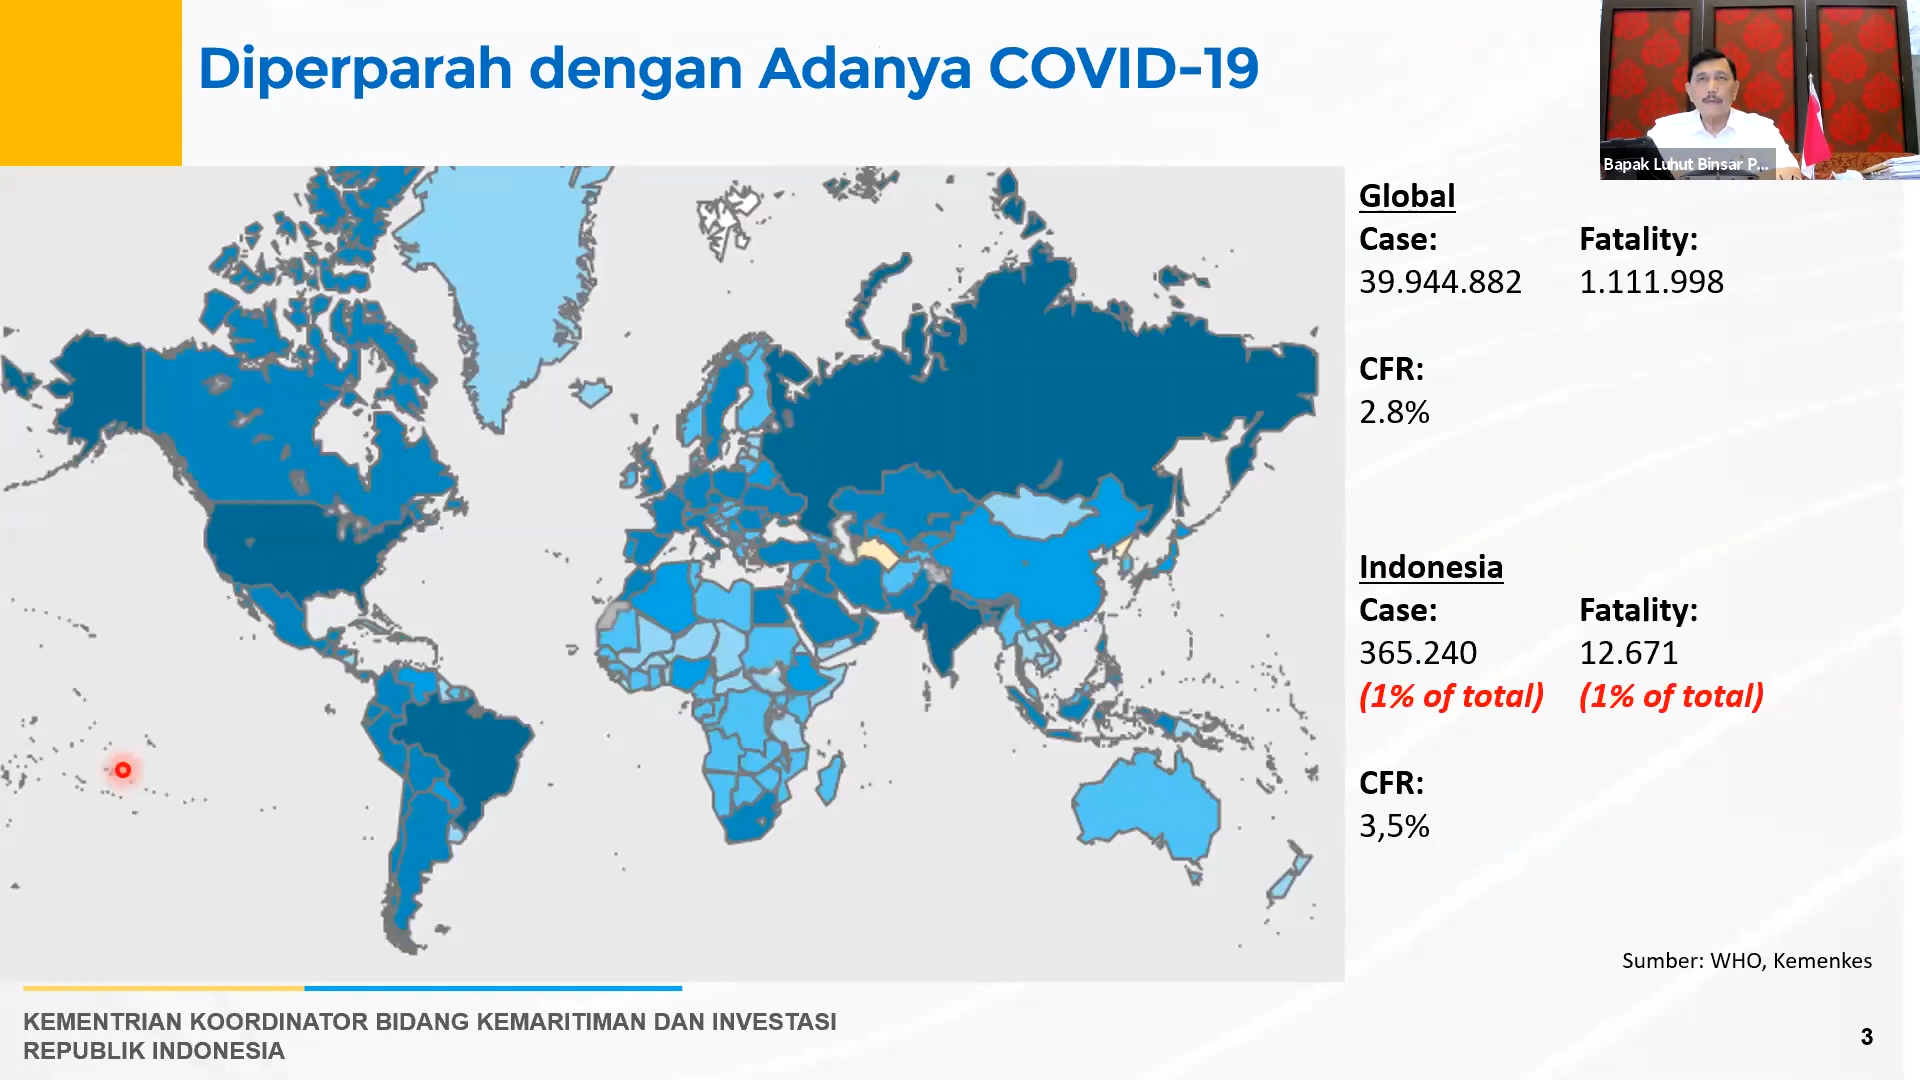 Diperparah dengan Adanya COVID-19
Bapak Luhut Binsar P...
Global
Case: Fatality:
39.944.882 1.111.998
CFR:
2.8%
Indonesia
Case: Fatality:
365.240 12.671
(1% of total) (1% of total)
CFR:
3,5%
Sumber: WHO, Kemenkes
KEMENTRIAN KOORDINATOR BIDANG KEMARITIMAN DAN INVESTASI
REPUBLIK INDONESIA
3